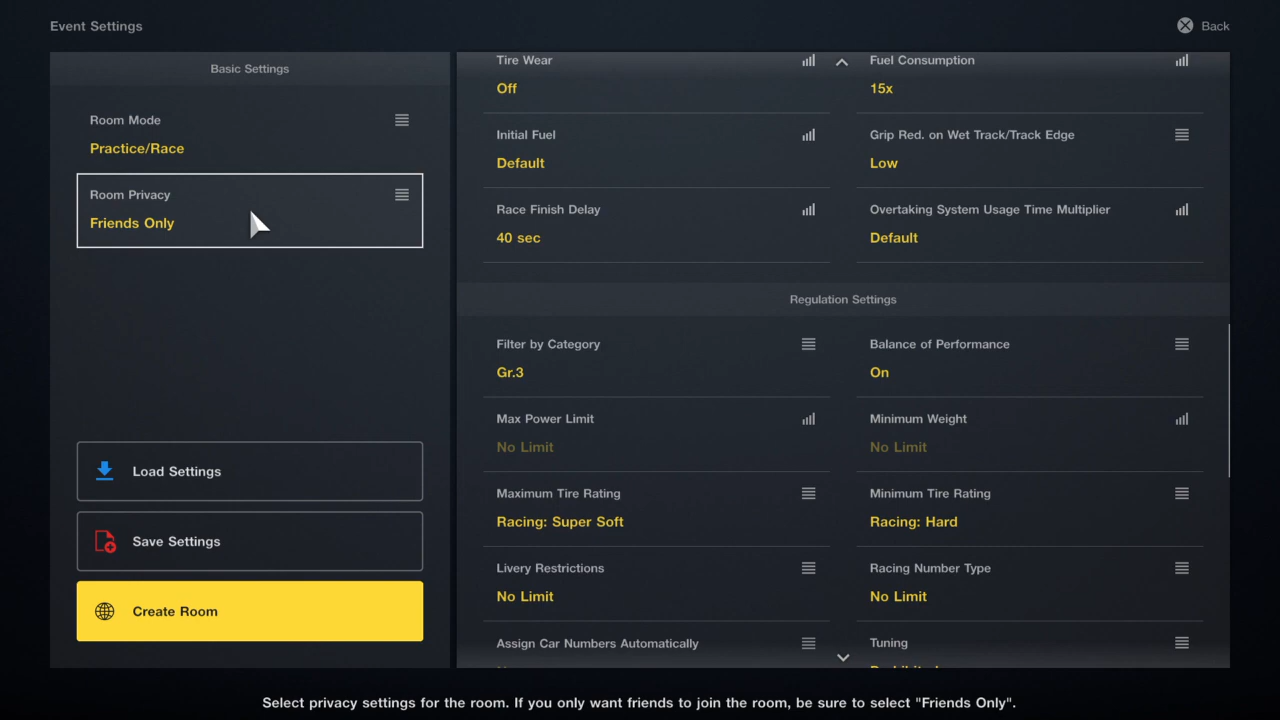 Event Settings
Back
Basic Settings
Room Mode
Practice/Race
Room Privacy
Friends Only
Load Settings
Save Settings
Create Room
Tire Wear
Off
Fuel Consumption
15x
Initial Fuel
Default
Grip Red. on Wet Track/Track Edge
Low
Race Finish Delay
40 sec
Overtaking System Usage Time Multiplier
Default
Regulation Settings
Filter by Category
Gr.3
Balance of Performance
On
Max Power Limit
No Limit
Minimum Weight
No Limit
Maximum Tire Rating
Racing: Super Soft
Minimum Tire Rating
Racing: Hard
Livery Restrictions
No Limit
Racing Number Type
No Limit
Assign Car Numbers Automatically
Tuning
Select privacy settings for the room. If you only want friends to join the room, be sure to select "Friends Only".